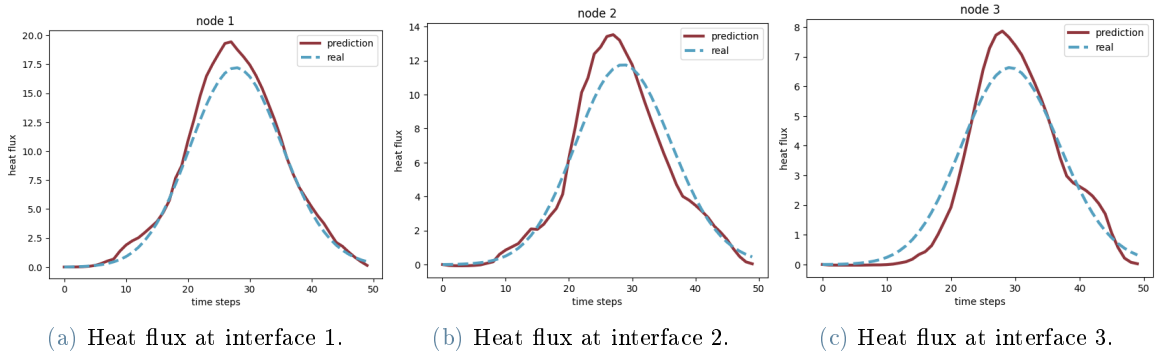 node 1
20.0
17.5
15.0
12.5
10.0
7.5
5.0
2.5
0.0
heat flux
prediction
real
0 10 20 30 40 50
time steps
(a) Heat flux at interface 1.
node 2
14
12
10
8
6
4
2
0
heat flux
prediction
real
0 10 20 30 40 50
time steps
(b) Heat flux at interface 2.
node 3
8
7
6
5
4
3
2
1
0
heat flux
prediction
real
0 10 20 30 40 50
time steps
(c) Heat flux at interface 3.